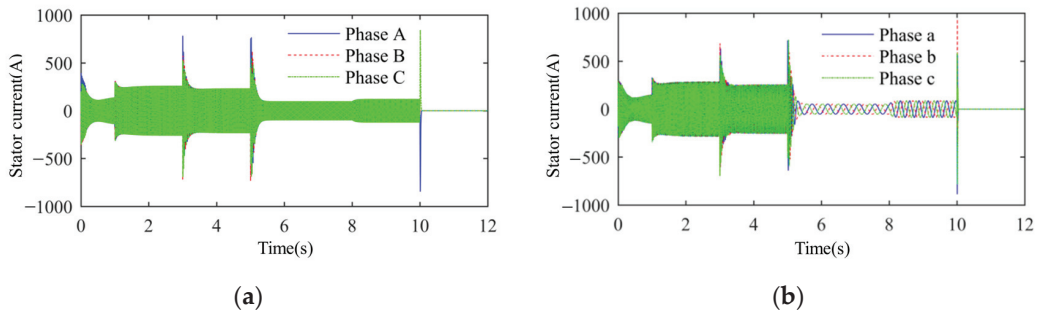 1000
500
0
−500
−1000
Stator current(A)
Phase A
Phase B
Phase C
0 2 4 6 8 10 12
Time(s)
(a)
1000
500
0
−500
−1000
Stator current(A)
Phase a
Phase b
Phase c
0 2 4 6 8 10 12
Time(s)
(b)